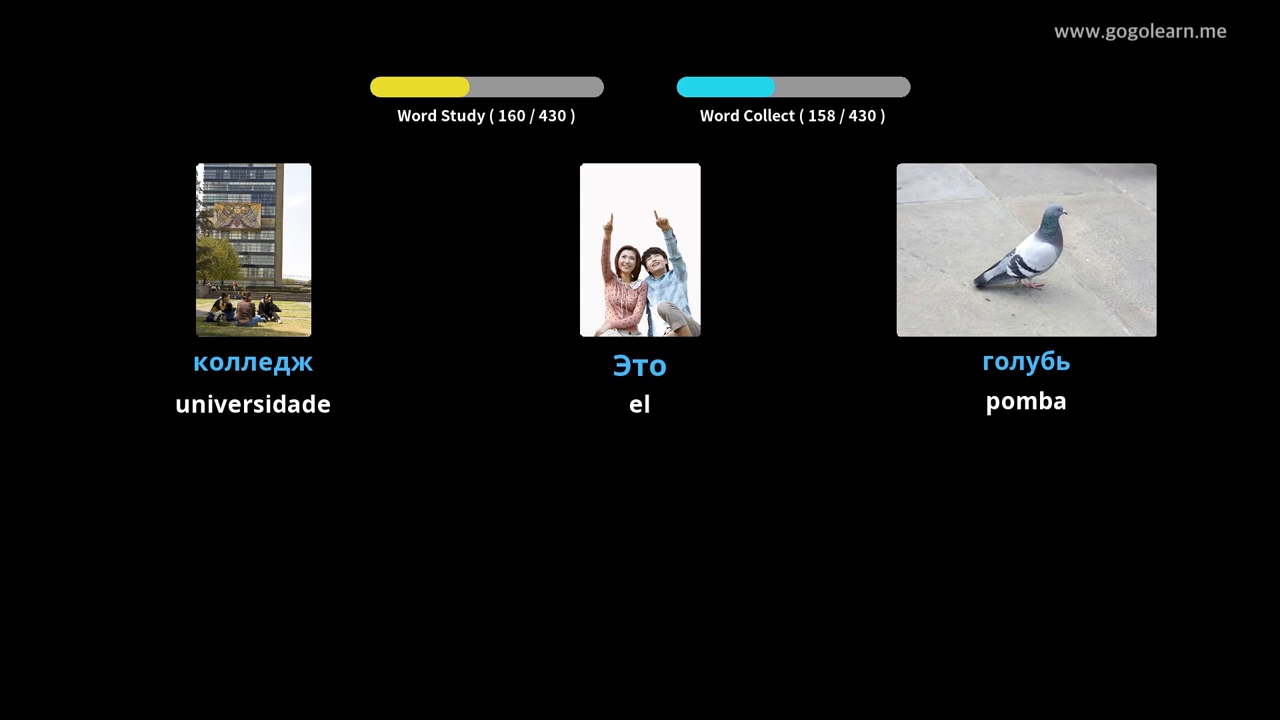 www.gogolearn.me
Word Study ( 160 / 430 )
Word Collect ( 158 / 430 )
колледж
Это
голубь
universidade
el
pomba